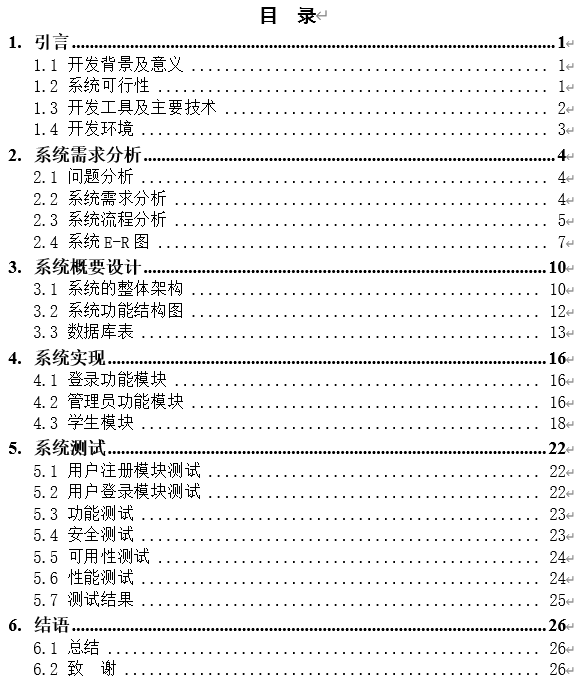 目　录
1. 引言 1
1.1 开发背景及意义 1
1.2 系统可行性 1
1.3 开发工具及主要技术 2
1.4 开发环境 3
2. 系统需求分析 4
2.1 问题分析 4
2.2 系统需求分析 4
2.3 系统流程分析 5
2.4 系统E-R图 7
3. 系统概要设计 10
3.1 系统的整体架构 10
3.2 系统功能结构图 12
3.3 数据库表 13
4. 系统实现 16
4.1 登录功能模块 16
4.2 管理员功能模块 16
4.3 学生模块 18
5. 系统测试 22
5.1 用户注册模块测试 22
5.2 用户登录模块测试 22
5.3 功能测试 23
5.4 安全测试 23
5.5 可用性测试 24
5.6 性能测试 24
5.7 测试结果 25
6. 结语 26
6.1 总结 26
6.2 致　谢 26